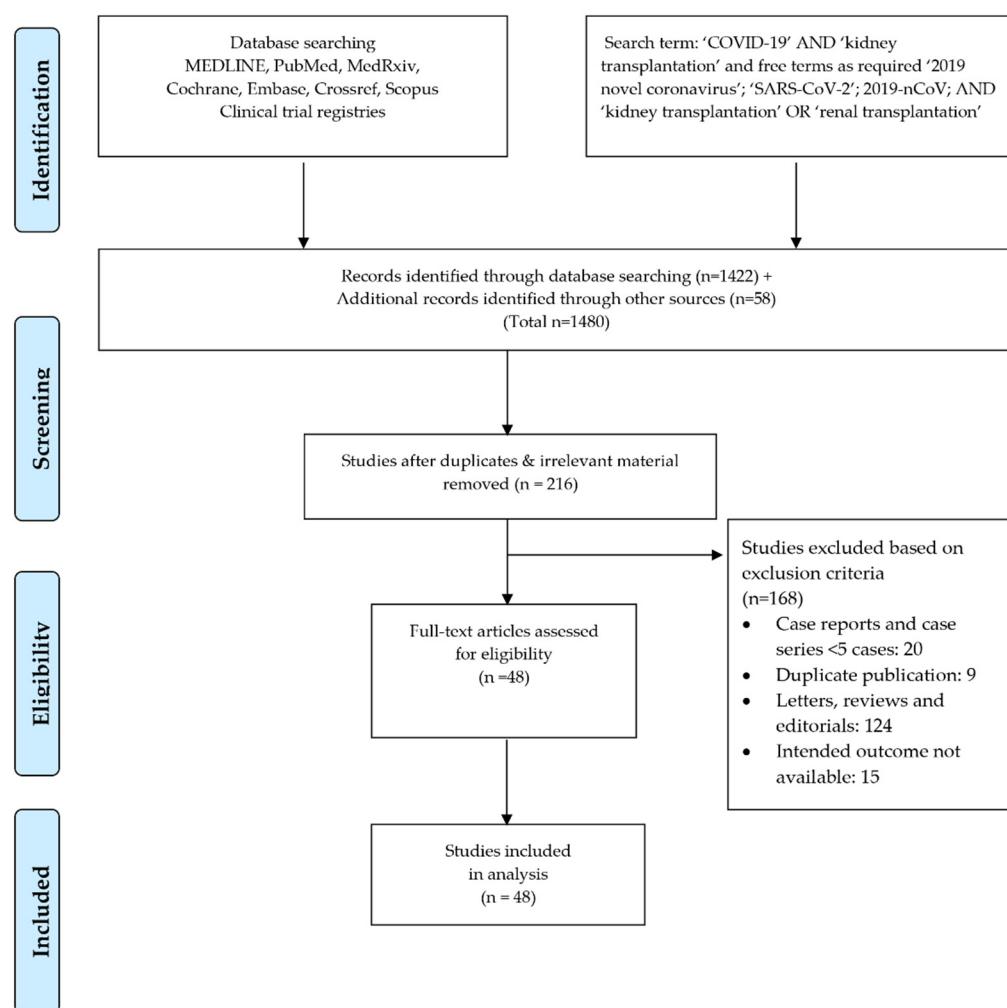 Identification
Database searching
MEDLINE, PubMed, MedRxiv,
Cochrane, Embase, Crossref, Scopus
Clinical trial registries
Search term: ‘COVID-19’ AND ‘kidney
transplantation’ and free terms as required ‘2019
novel coronavirus’; ‘SARS-CoV-2’; 2019-nCoV; AND
‘kidney transplantation’ OR ‘renal transplantation’
Records identified through database searching (n=1422) +
Additional records identified through other sources (n=58)
(Total n=1480)
Screening
Studies after duplicates & irrelevant material
removed (n = 216)
Studies excluded based on
exclusion criteria
(n=168)
• Case reports and case
series <5 cases: 20
• Duplicate publication: 9
• Letters, reviews and
editorials: 124
• Intended outcome not
available: 15
Eligibility
Full-text articles assessed
for eligibility
(n =48)
Included
Studies included
in analysis
(n = 48)